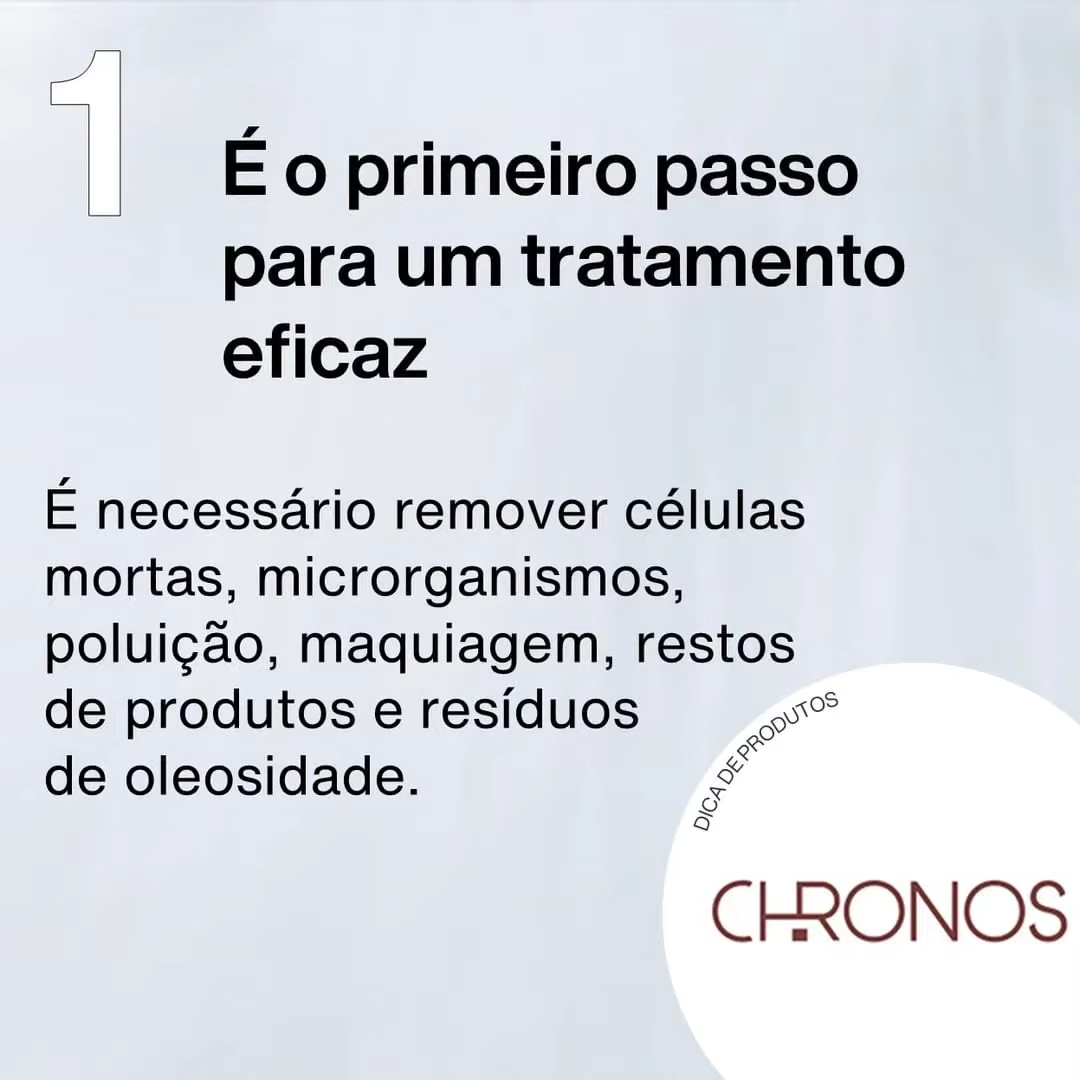 1
É o primeiro passo
para um tratamento
eficaz
É necessário remover células
mortas, microrganismos,
poluição, maquiagem, restos
de produtos e resíduos
de oleosidade.
DICA DE PRODUTOS
CHRONOS